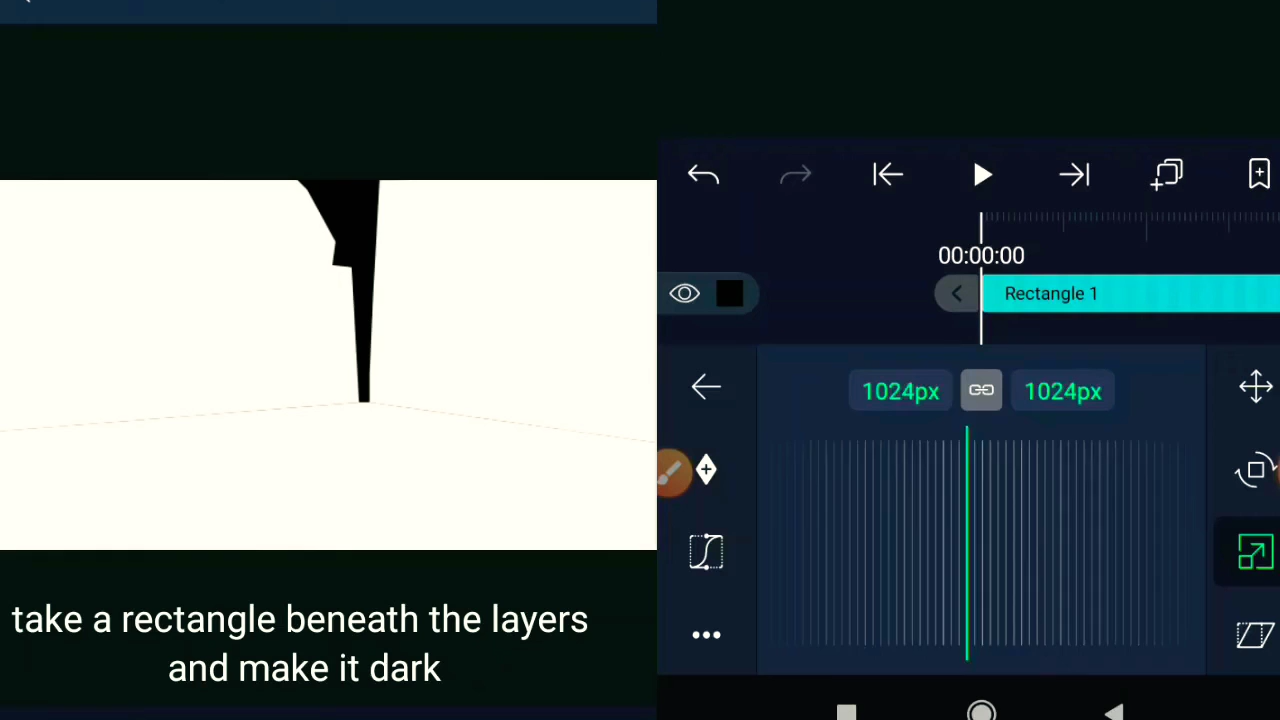 00:00:00
Rectangle 1
1024px 1024px
take a rectangle beneath the layers
and make it dark